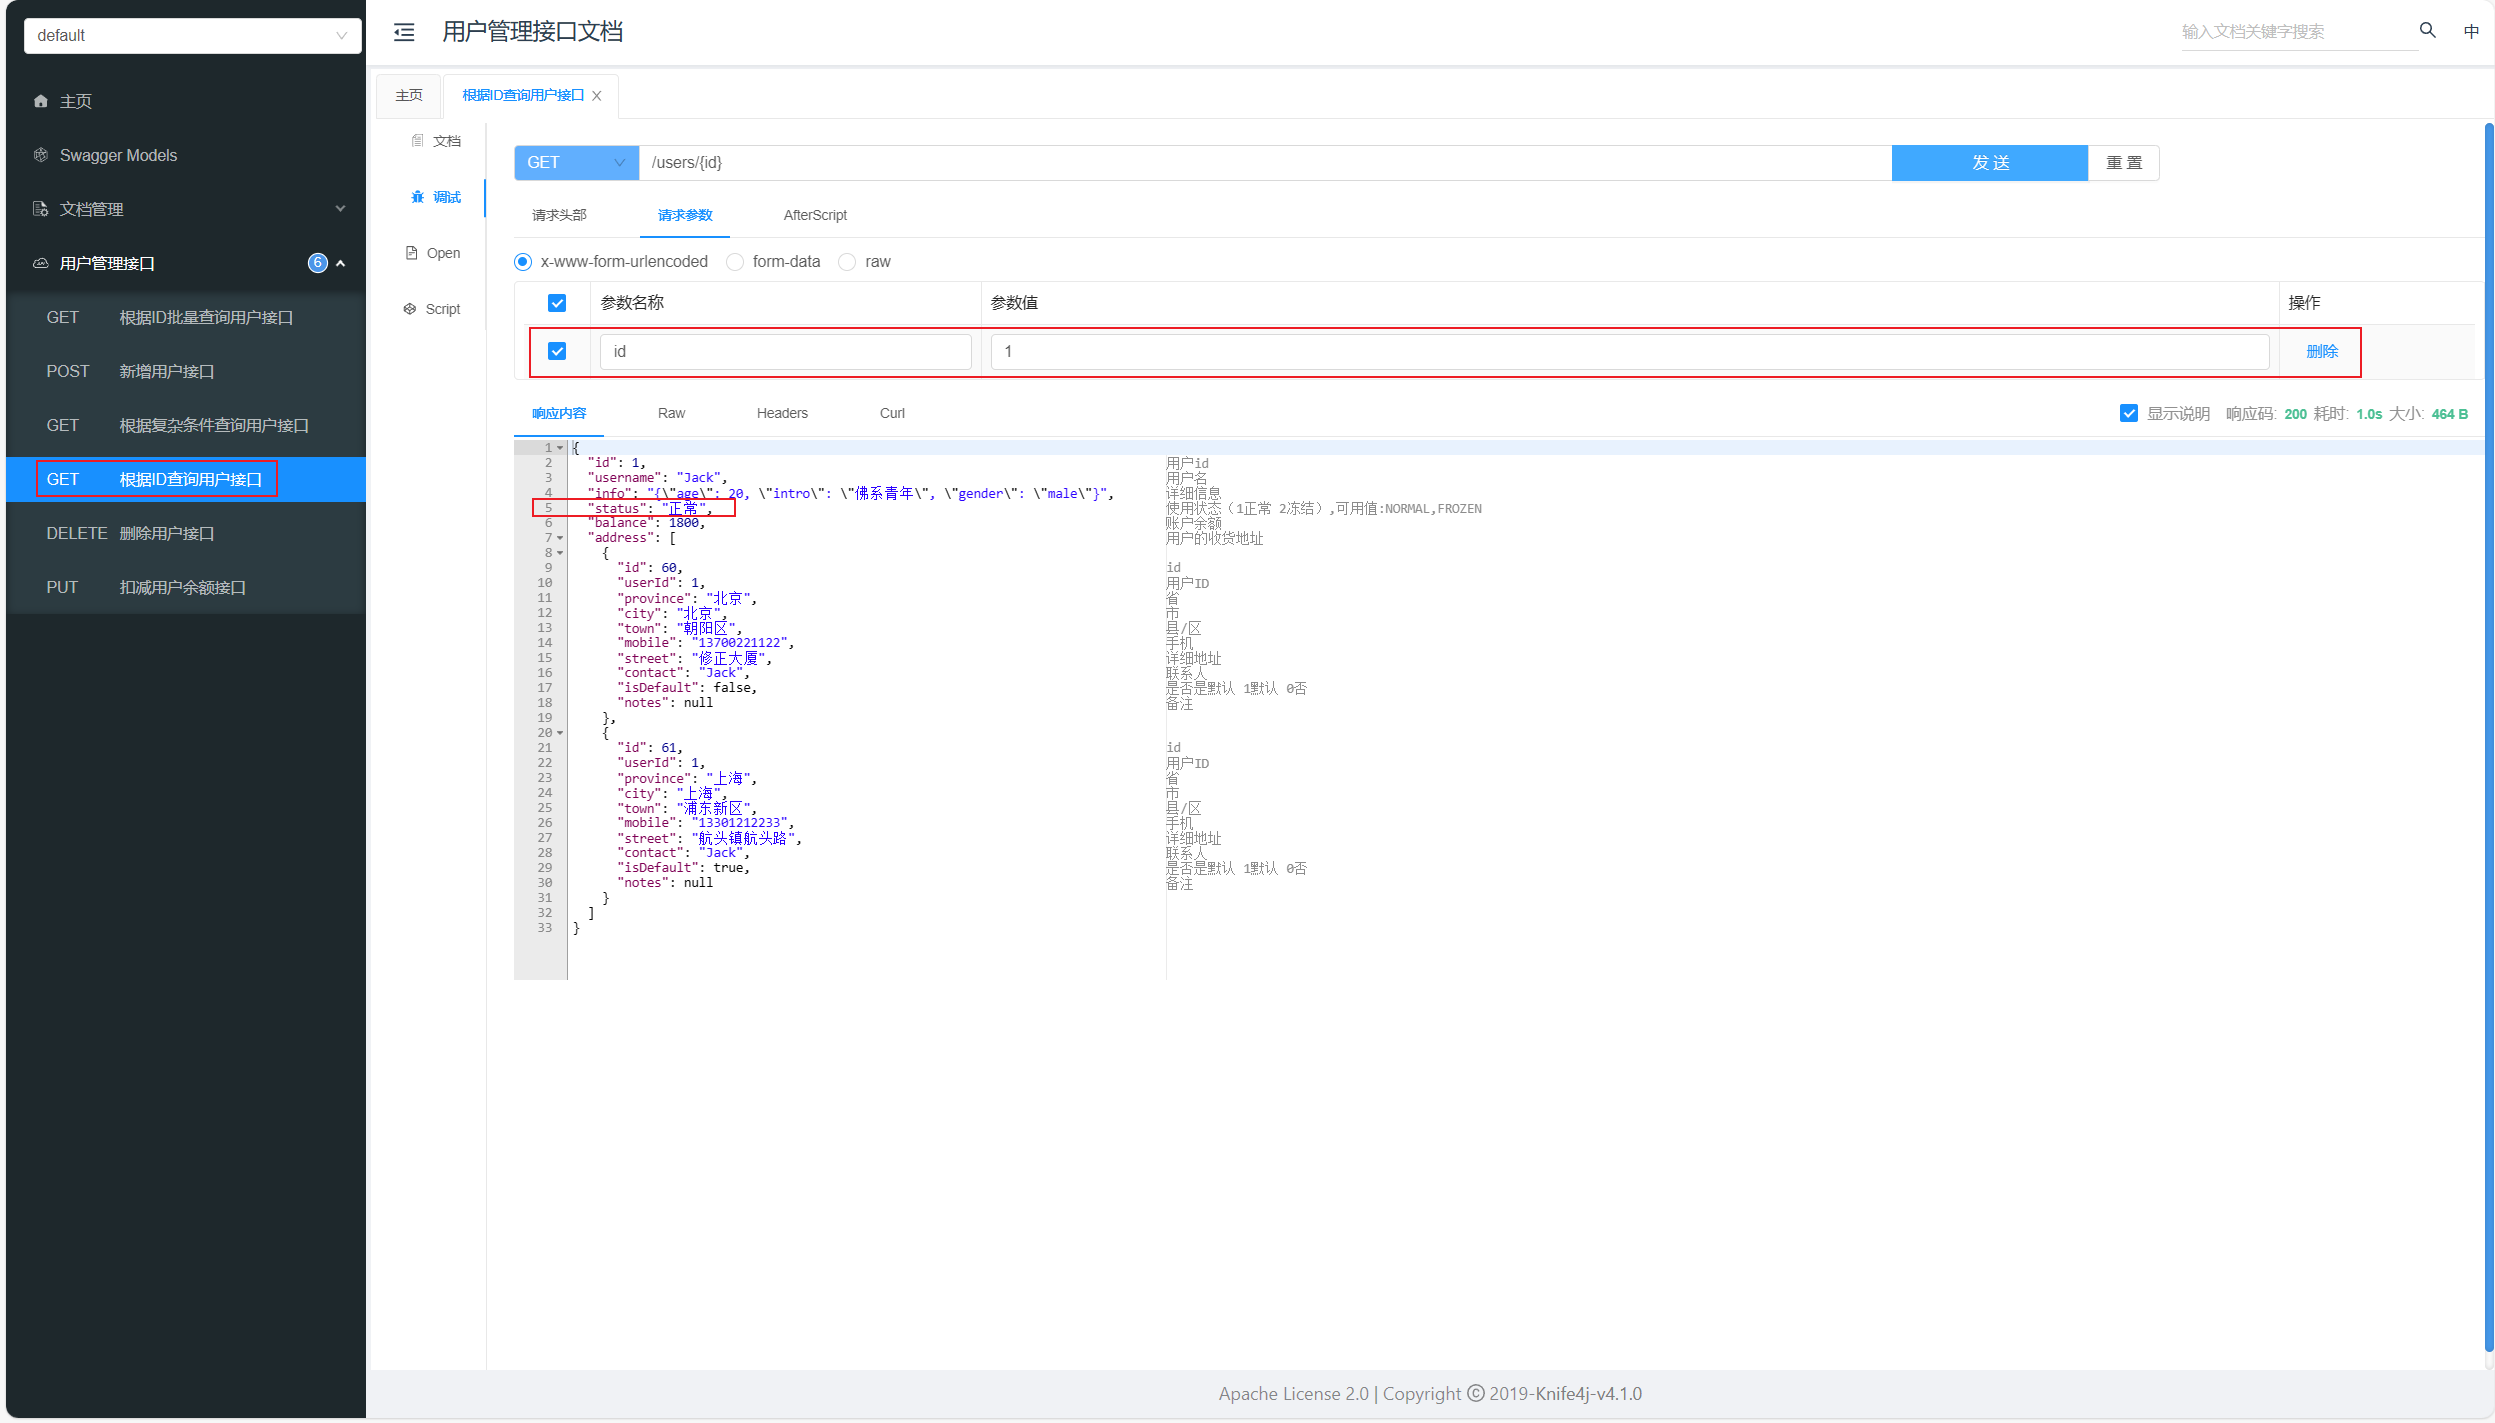 default
主页
Swagger Models
文档管理
用户管理接口 6
GET 根据ID批量查询用户接口
POST 新增用户接口
GET 根据复杂条件查询用户接口
GET 根据ID查询用户接口
DELETE 删除用户接口
PUT 扣减用户余额接口
用户管理接口文档
输入文档关键字搜索
中
主页 根据ID查询用户接口
文档
调试
Open
Script
GET /users/{id} 发 送 重 置
请求头部 请求参数 AfterScript
x-www-form-urlencoded form-data raw
参数名称 参数值 操作
id 1 删除
响应内容 Raw Headers Curl 显示说明 响应码: 200 耗时: 1.0s 大小: 464 B
1 {
2 "id": 1, 用户id
3 "username": "Jack", 用户名
4 "info": "{\"age\": 20, \"intro\": \"佛系青年\", \"gender\": \"male\"}", 详细信息
5 "status": "正常", 使用状态（1正常 2冻结）,可用值:NORMAL,FROZEN
6 "balance": 1800, 账户余额
7 "address": [ 用户的收货地址
8 {
9 "id": 60, id
10 "userId": 1, 用户ID
11 "province": "北京", 省
12 "city": "北京", 市
13 "town": "朝阳区", 县/区
14 "mobile": "13700221122", 手机
15 "street": "修正大厦", 详细地址
16 "contact": "Jack", 联系人
17 "isDefault": false, 是否是默认 1默认 0否
18 "notes": null 备注
19 },
20 {
21 "id": 61, id
22 "userId": 1, 用户ID
23 "province": "上海", 省
24 "city": "上海", 市
25 "town": "浦东新区", 县/区
26 "mobile": "13301212233", 手机
27 "street": "航头镇航头路", 详细地址
28 "contact": "Jack", 联系人
29 "isDefault": true, 是否是默认 1默认 0否
30 "notes": null 备注
31 }
32 ]
33 }
Apache License 2.0 | Copyright © 2019-Knife4j-v4.1.0